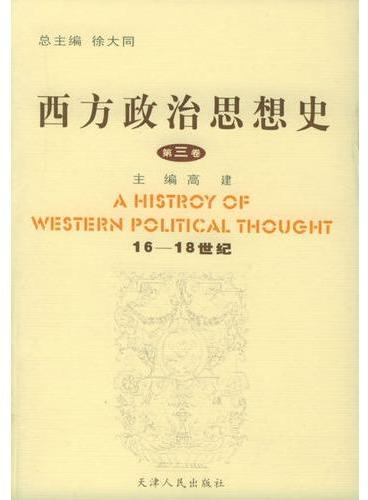 总主编 徐大同
西方政治思想史
第三卷
主编 高建
A HISTROY OF
WESTERN POLITICAL THOUGHT
16—18世纪
天津人民出版社